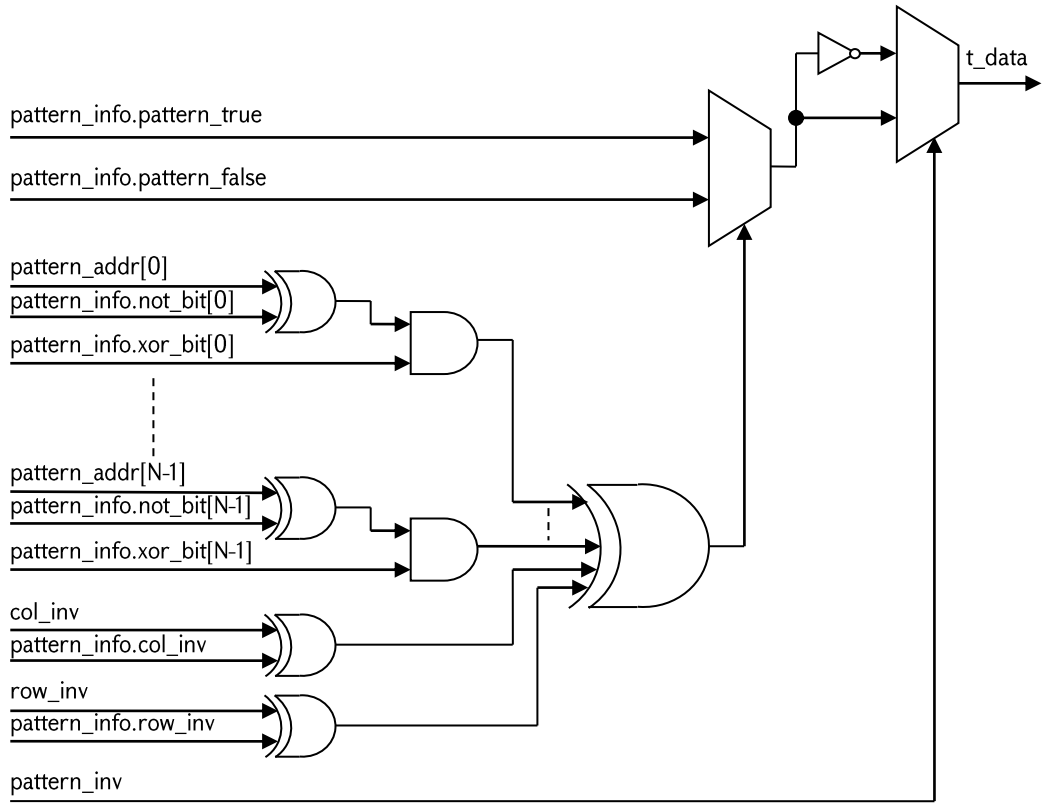 t_data
pattern_info.pattern_true
pattern_info.pattern_false
pattern_addr[0]
pattern_info.not_bit[0]
pattern_info.xor_bit[0]
pattern_addr[N-1]
pattern_info.not_bit[N-1]
pattern_info.xor_bit[N-1]
col_inv
pattern_info.col_inv
row_inv
pattern_info.row_inv
pattern_inv